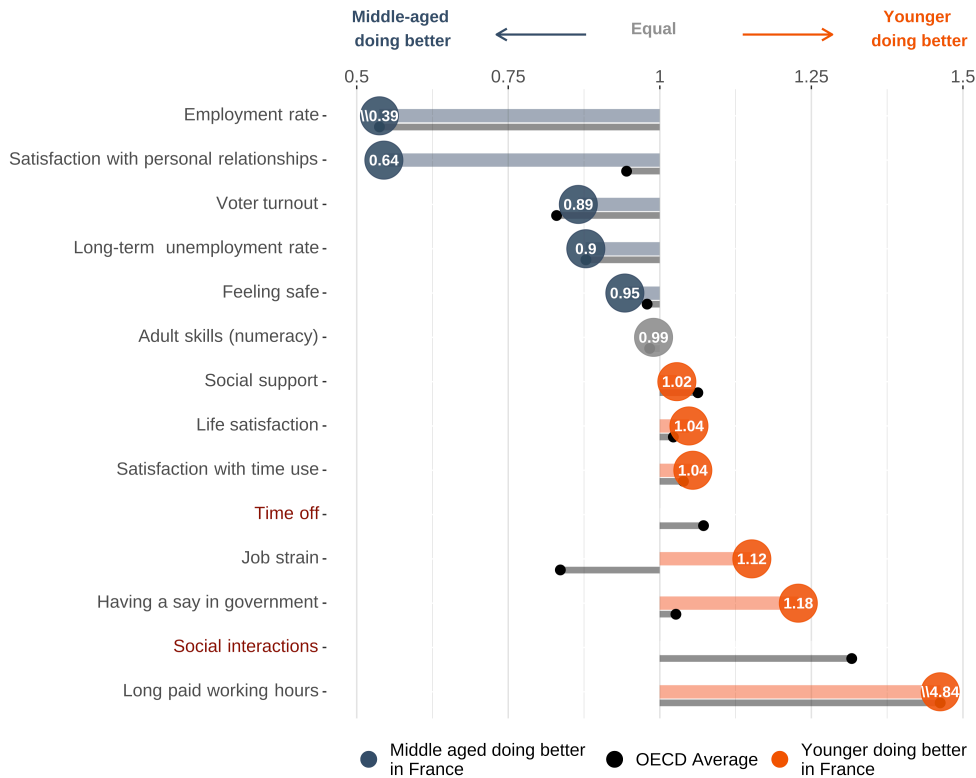 Middle-aged
doing better
Equal
Younger
doing better
0.5 0.75 1 1.25 1.5
Employment rate \\0.39
Satisfaction with personal relationships 0.64
Voter turnout 0.89
Long-term unemployment rate 0.9
Feeling safe 0.95
Adult skills (numeracy) 0.99
Social support 1.02
Life satisfaction 1.04
Satisfaction with time use 1.04
Time off
Job strain 1.12
Having a say in government 1.18
Social interactions
Long paid working hours \\4.84
Middle aged doing better
in France
OECD Average
Younger doing better
in France